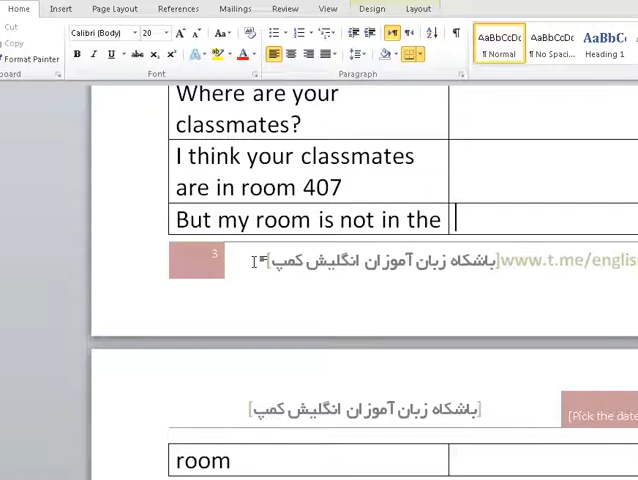 Home Insert Page Layout References Mailings Review View Design Layout
Cut
Copy
Format Painter
Calibri (Body) 20
AaBbCcDc AaBbCcDc AaBbC
¶ Normal ¶ No Spaci... Heading 1
board Font Paragraph
Where are your
classmates?
I think your classmates
are in room 407
But my room is not in the
3 [باشگاه زبان آموزان انگلیش کمپ]www.t.me/englis
[باشگاه زبان آموزان انگلیش کمپ] [Pick the date
room